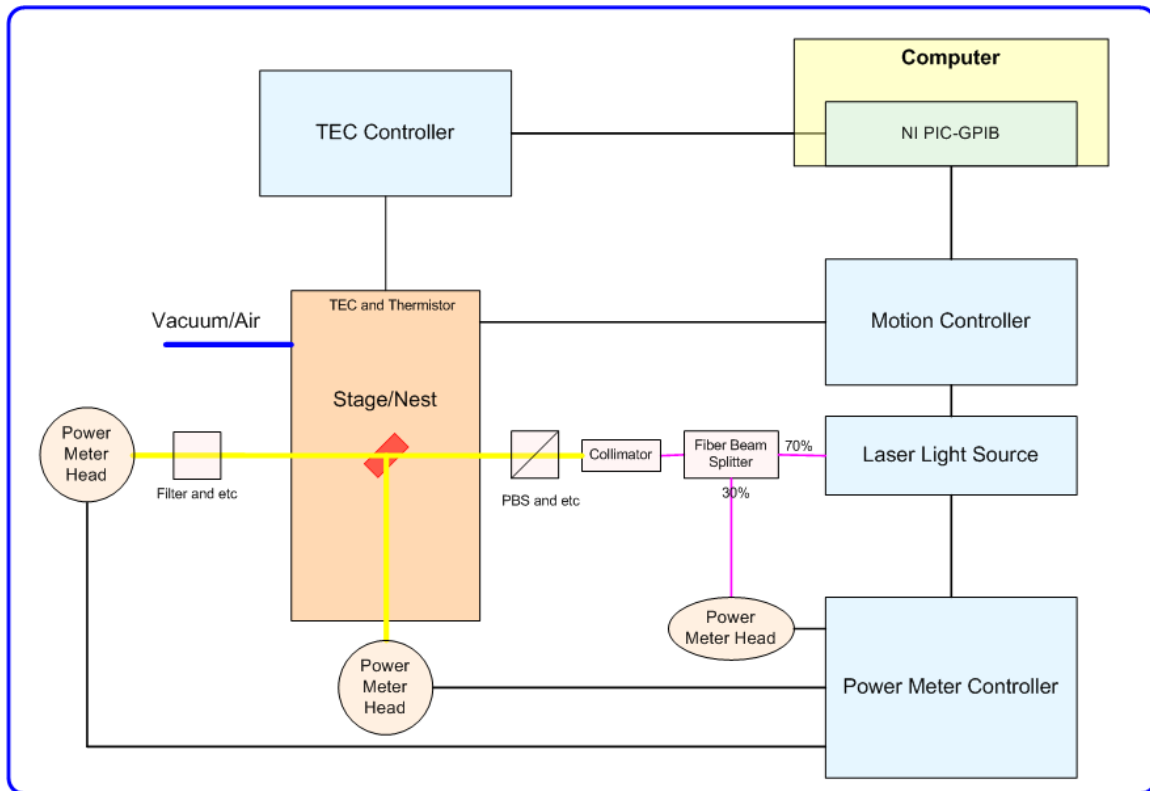 Computer
TEC Controller
NI PIC-GPIB
TEC and Thermistor
Vacuum/Air
Motion Controller
Stage/Nest
Power
Meter
Head
Filter and etc
PBS and etc
Collimator
Fiber Beam
Splitter
70%
30%
Laser Light Source
Power
Meter Head
Power
Meter
Head
Power Meter Controller